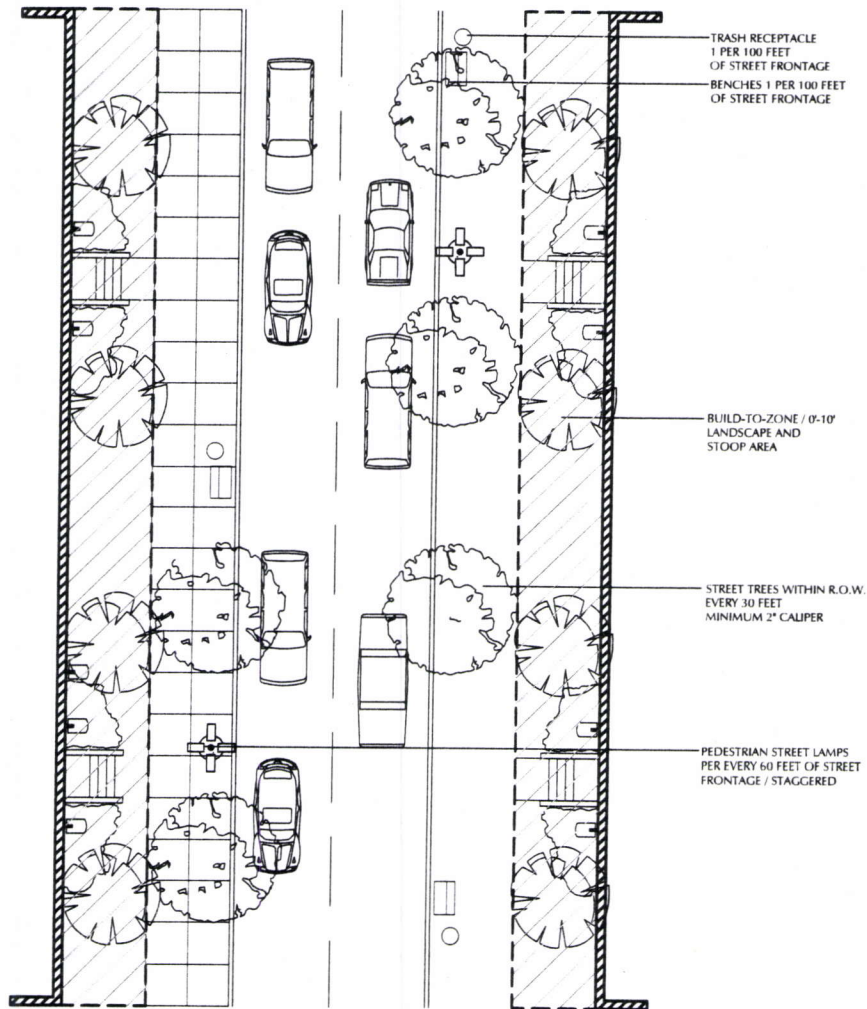 TRASH RECEPTACLE
1 PER 100 FEET
OF STREET FRONTAGE
BENCHES 1 PER 100 FEET
OF STREET FRONTAGE
BUILD-TO-ZONE / 0'-10'
LANDSCAPE AND
STOOP AREA
STREET TREES WITHIN R.O.W.
EVERY 30 FEET
MINIMUM 2" CALIPER
PEDESTRIAN STREET LAMPS
PER EVERY 60 FEET OF STREET
FRONTAGE / STAGGERED